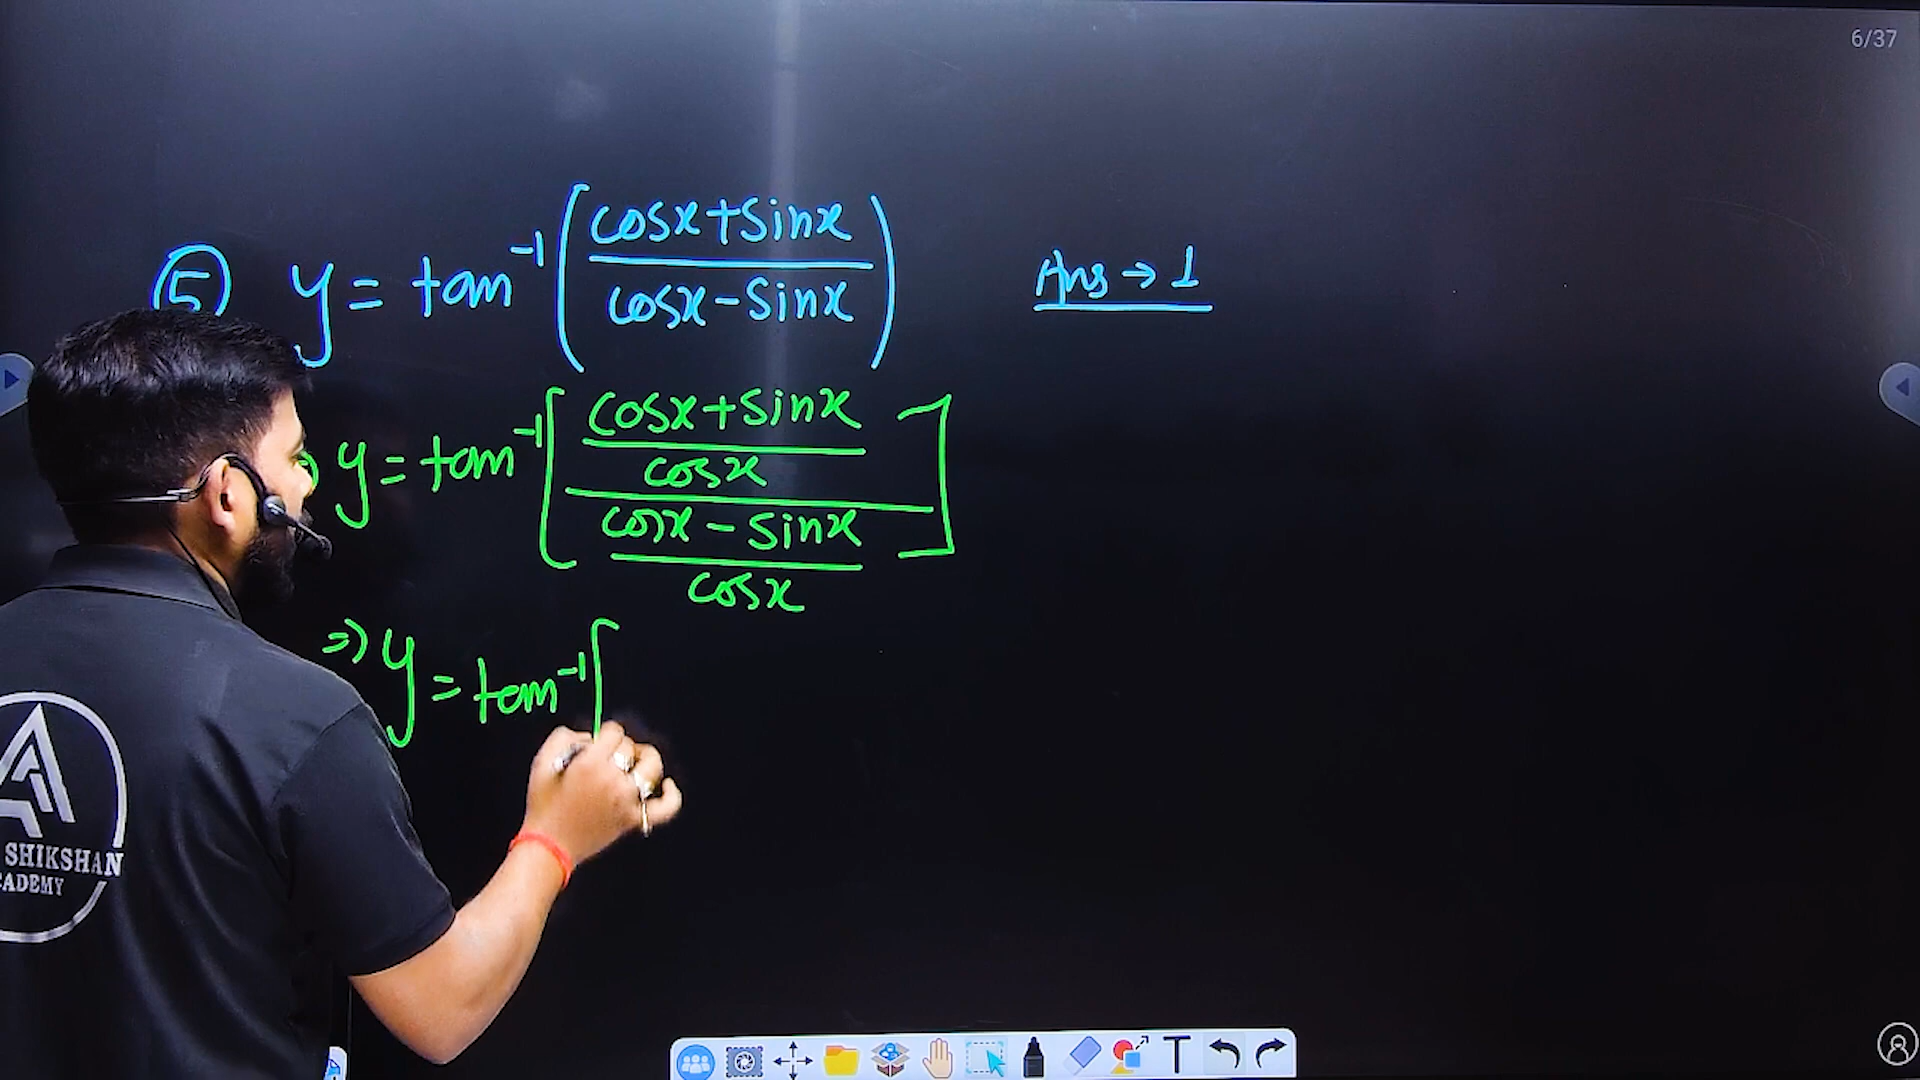 6/37
⑤ y = tan⁻¹((cosx+sinx)/(cosx-sinx)) Ans → 1
y = tan⁻¹[((cosx+sinx)/cosx)/((cosx-sinx)/cosx)]
⇒ y = tan⁻¹[
A
SHIKSHAN
CADEMY
T